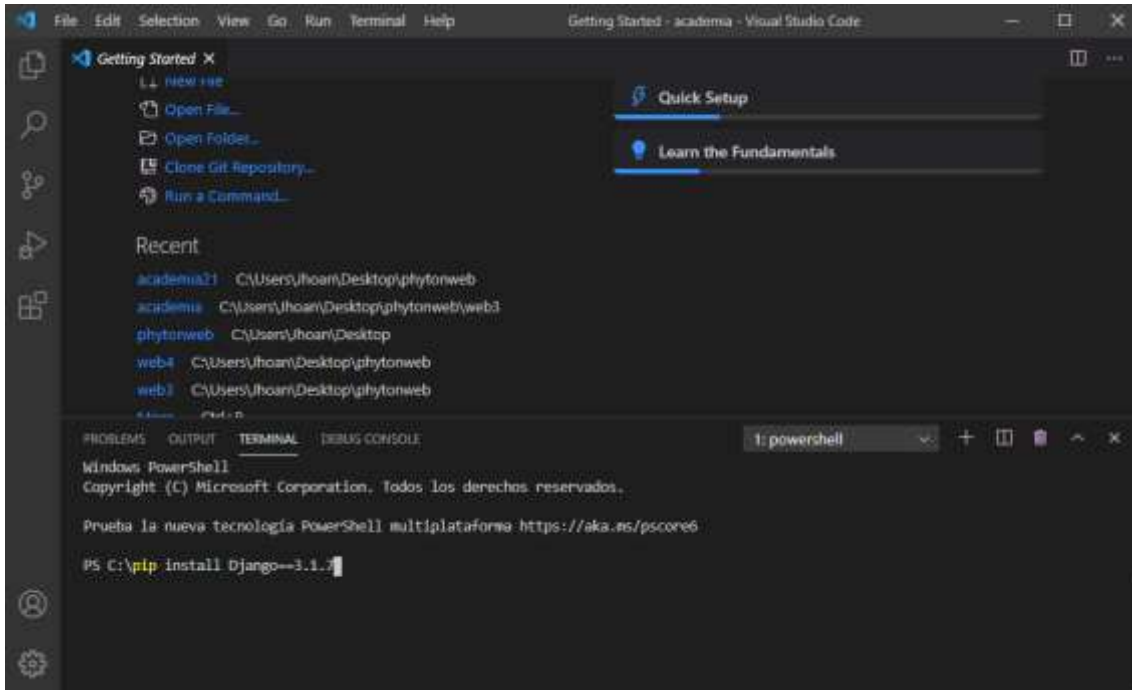 File Edit Selection View Go Run Terminal Help Getting Started - academia - Visual Studio Code
Getting Started
New File
Open File...
Open Folder...
Clone Git Repository...
Run a Command...
Quick Setup
Learn the Fundamentals
Recent
academia21 C:\Users\Jhoan\Desktop\phytonweb
academia C:\Users\Jhoan\Desktop\phytonweb\web3
phytonweb C:\Users\Jhoan\Desktop
web4 C:\Users\Jhoan\Desktop\phytonweb
web3 C:\Users\Jhoan\Desktop\phytonweb
PROBLEMS OUTPUT TERMINAL DEBUG CONSOLE 1: powershell
Windows PowerShell
Copyright (C) Microsoft Corporation. Todos los derechos reservados.
Prueba la nueva tecnología PowerShell multiplataforma https://aka.ms/pscore6
PS C:\pip install Django==3.1.7